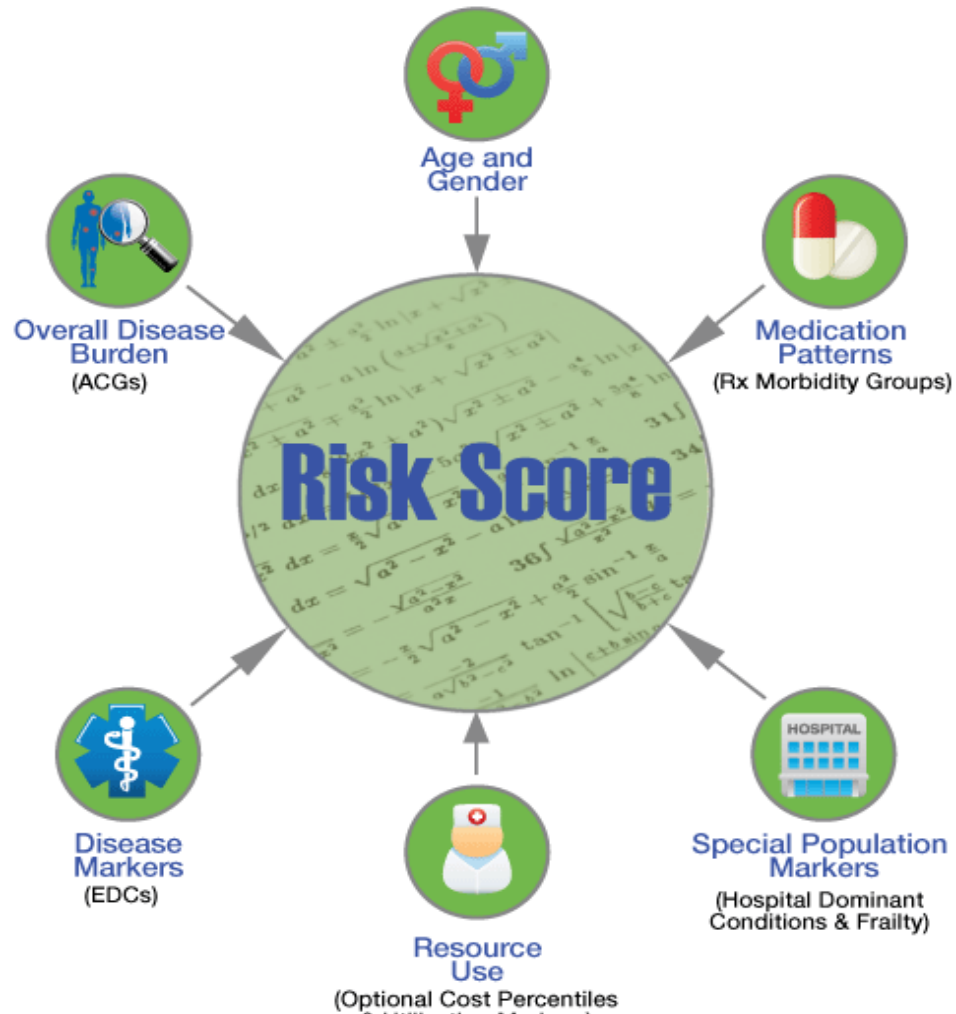 Age and
Gender
Overall Disease
Burden
(ACGs)
Medication
Patterns
(Rx Morbidity Groups)
Risk Score
HOSPITAL
Disease
Markers
(EDCs)
Special Population
Markers
(Hospital Dominant
Conditions & Frailty)
Resource
Use
(Optional Cost Percentiles